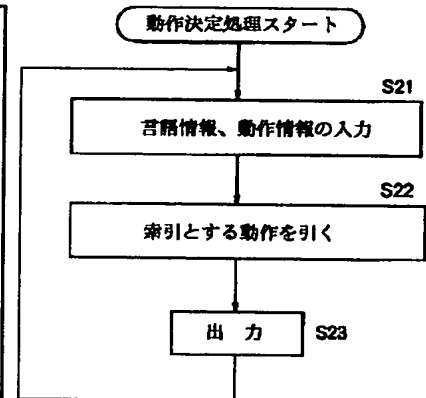 動作決定処理スタート
S21
言語情報、動作情報の入力
S22
索引とする動作を引く
出 力 S23